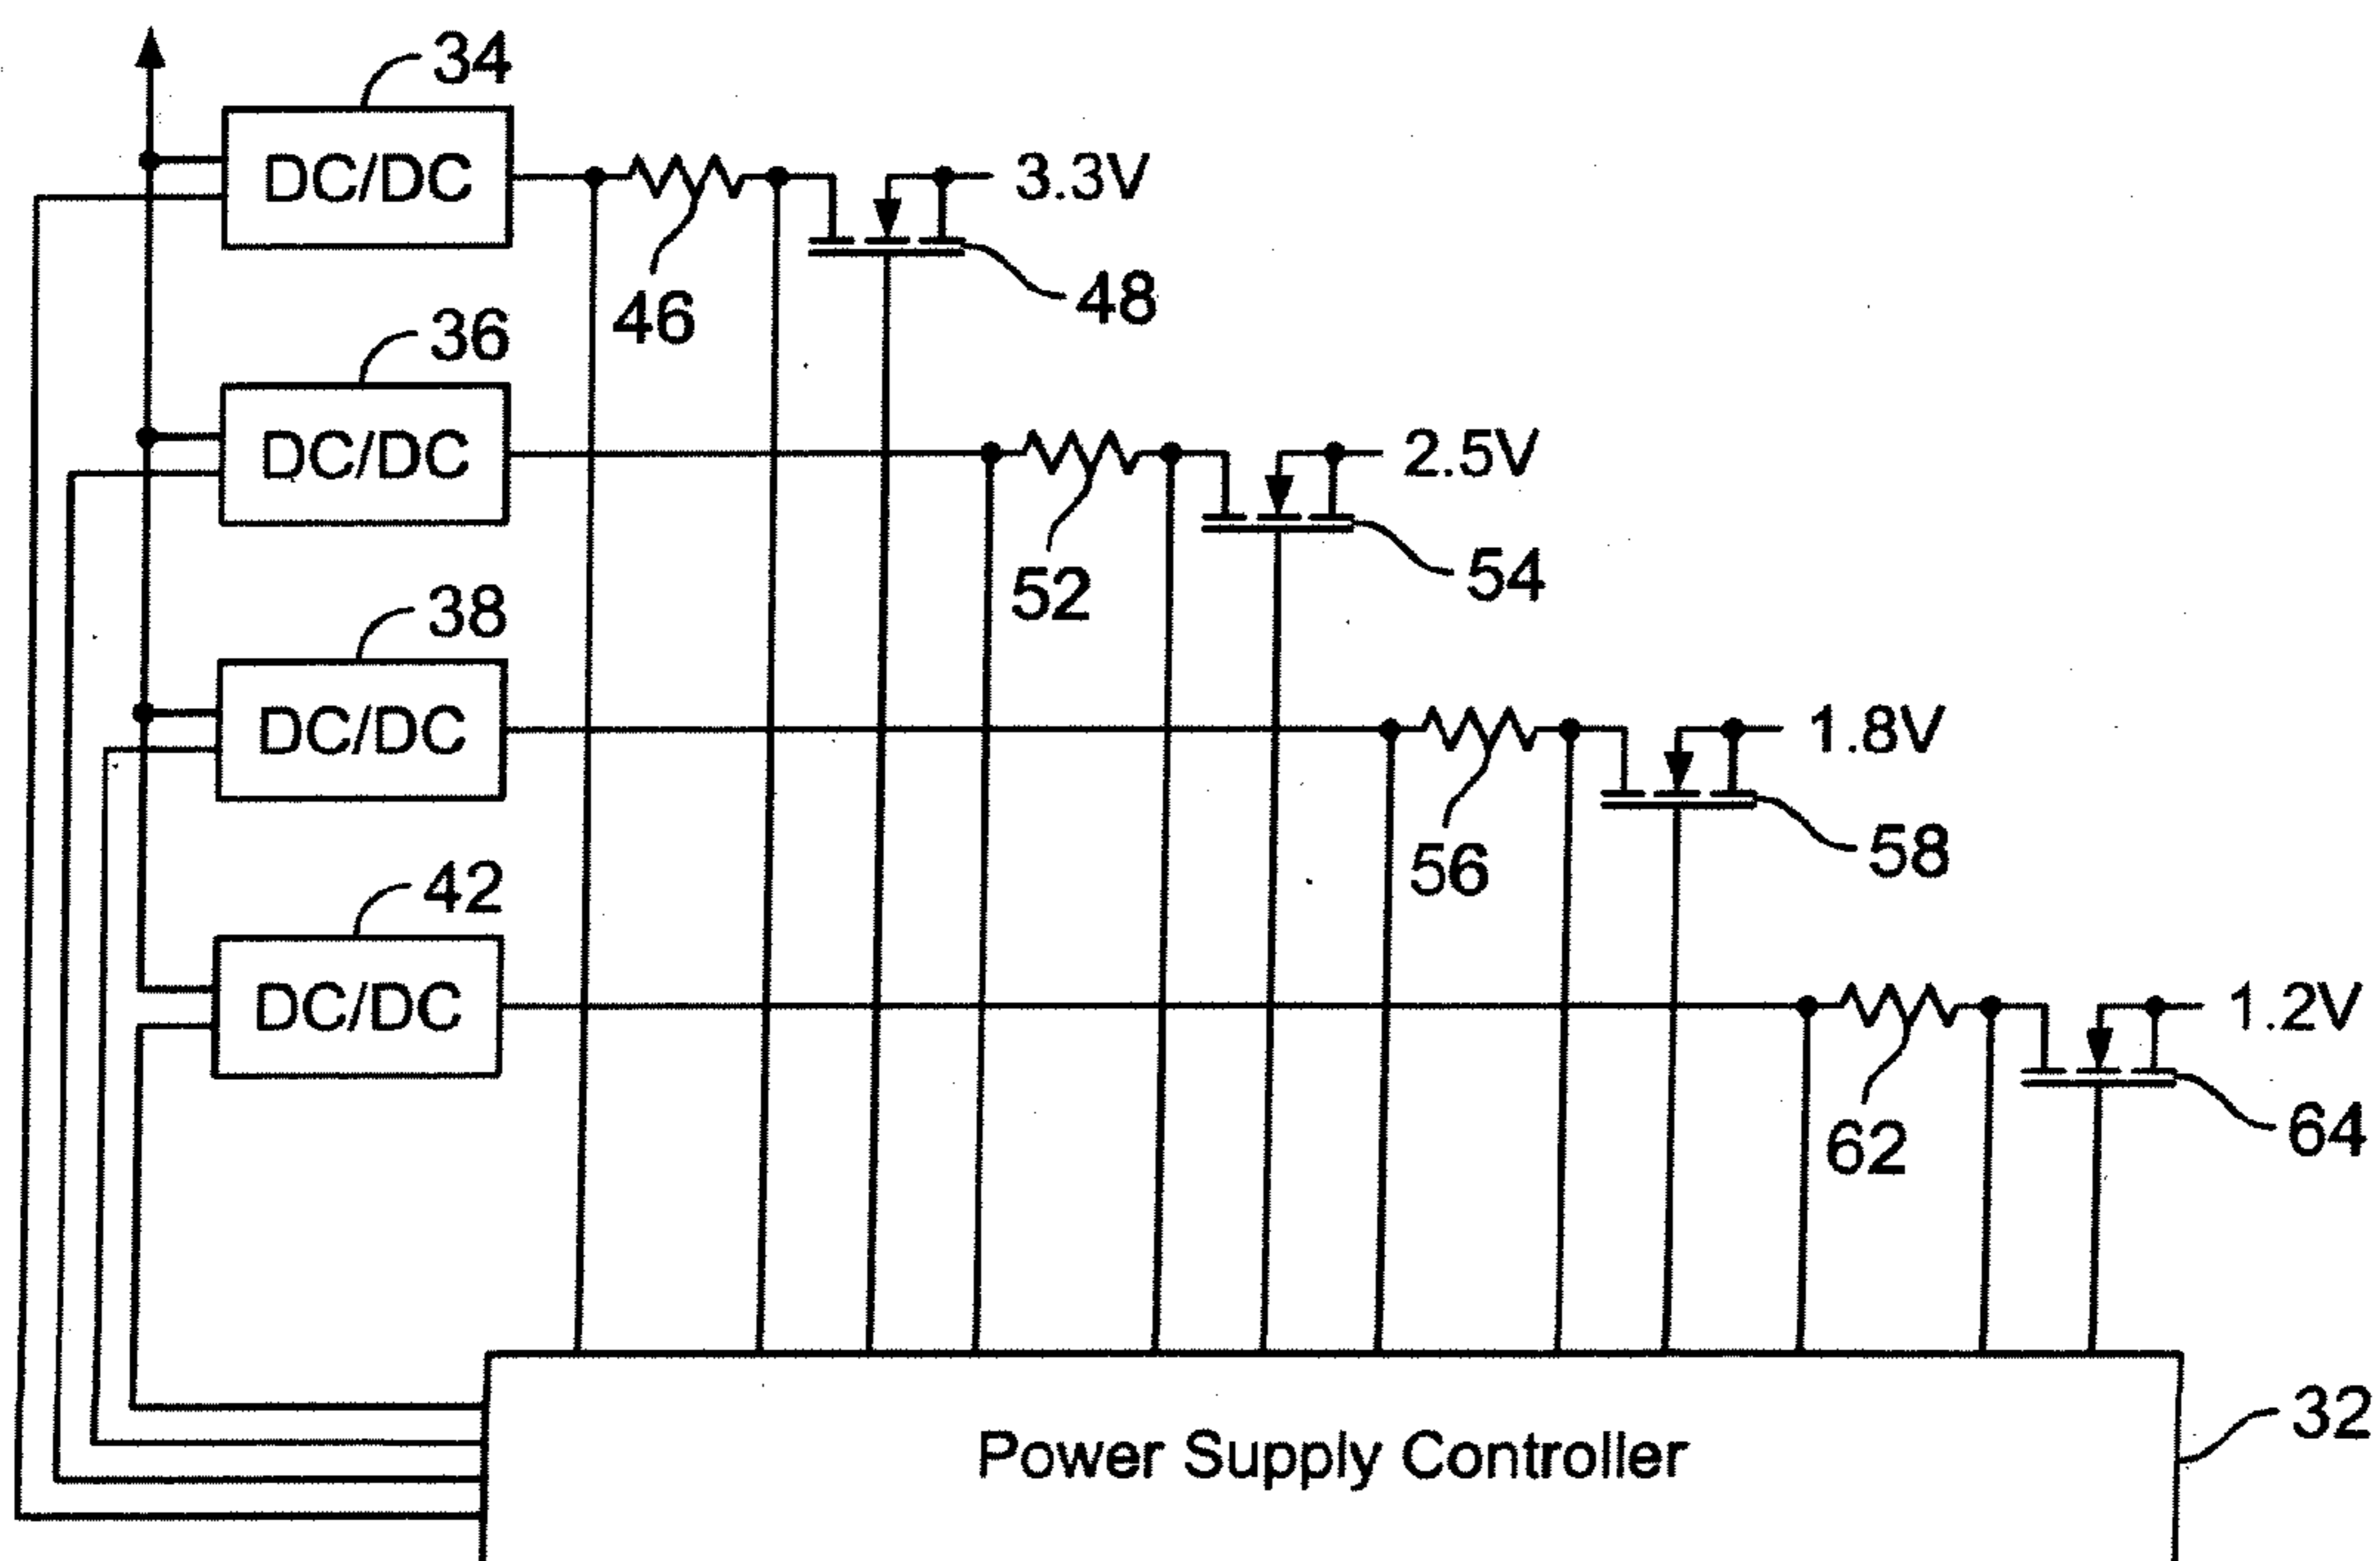 34
DC/DC
3.3V
46
48
36
DC/DC
2.5V
52
54
38
DC/DC
1.8V
56
58
42
DC/DC
1.2V
62
64
32
Power Supply Controller